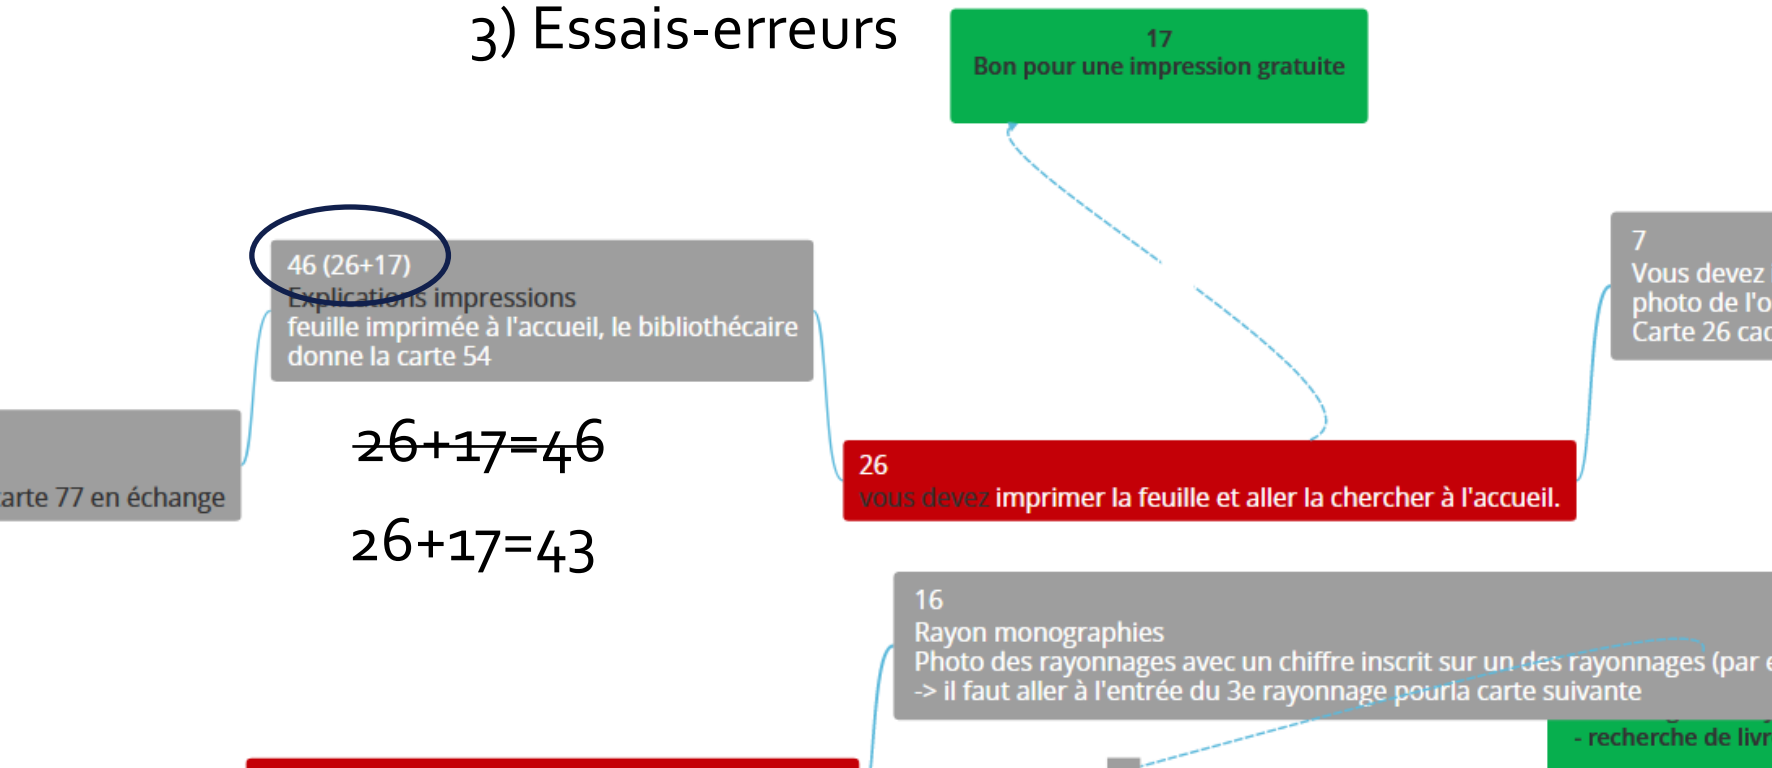 3) Essais-erreurs
17
Bon pour une impression gratuite
46 (26+17)
Explications impressions
feuille imprimée à l'accueil, le bibliothécaire
donne la carte 54
7
Vous devez
photo de l'o
Carte 26 cac
arte 77 en échange
26+17=46
26+17=43
26
vous devez imprimer la feuille et aller la chercher à l'accueil.
16
Rayon monographies
Photo des rayonnages avec un chiffre inscrit sur un des rayonnages (par e
-> il faut aller à l'entrée du 3e rayonnage pourla carte suivante
- recherche de livr